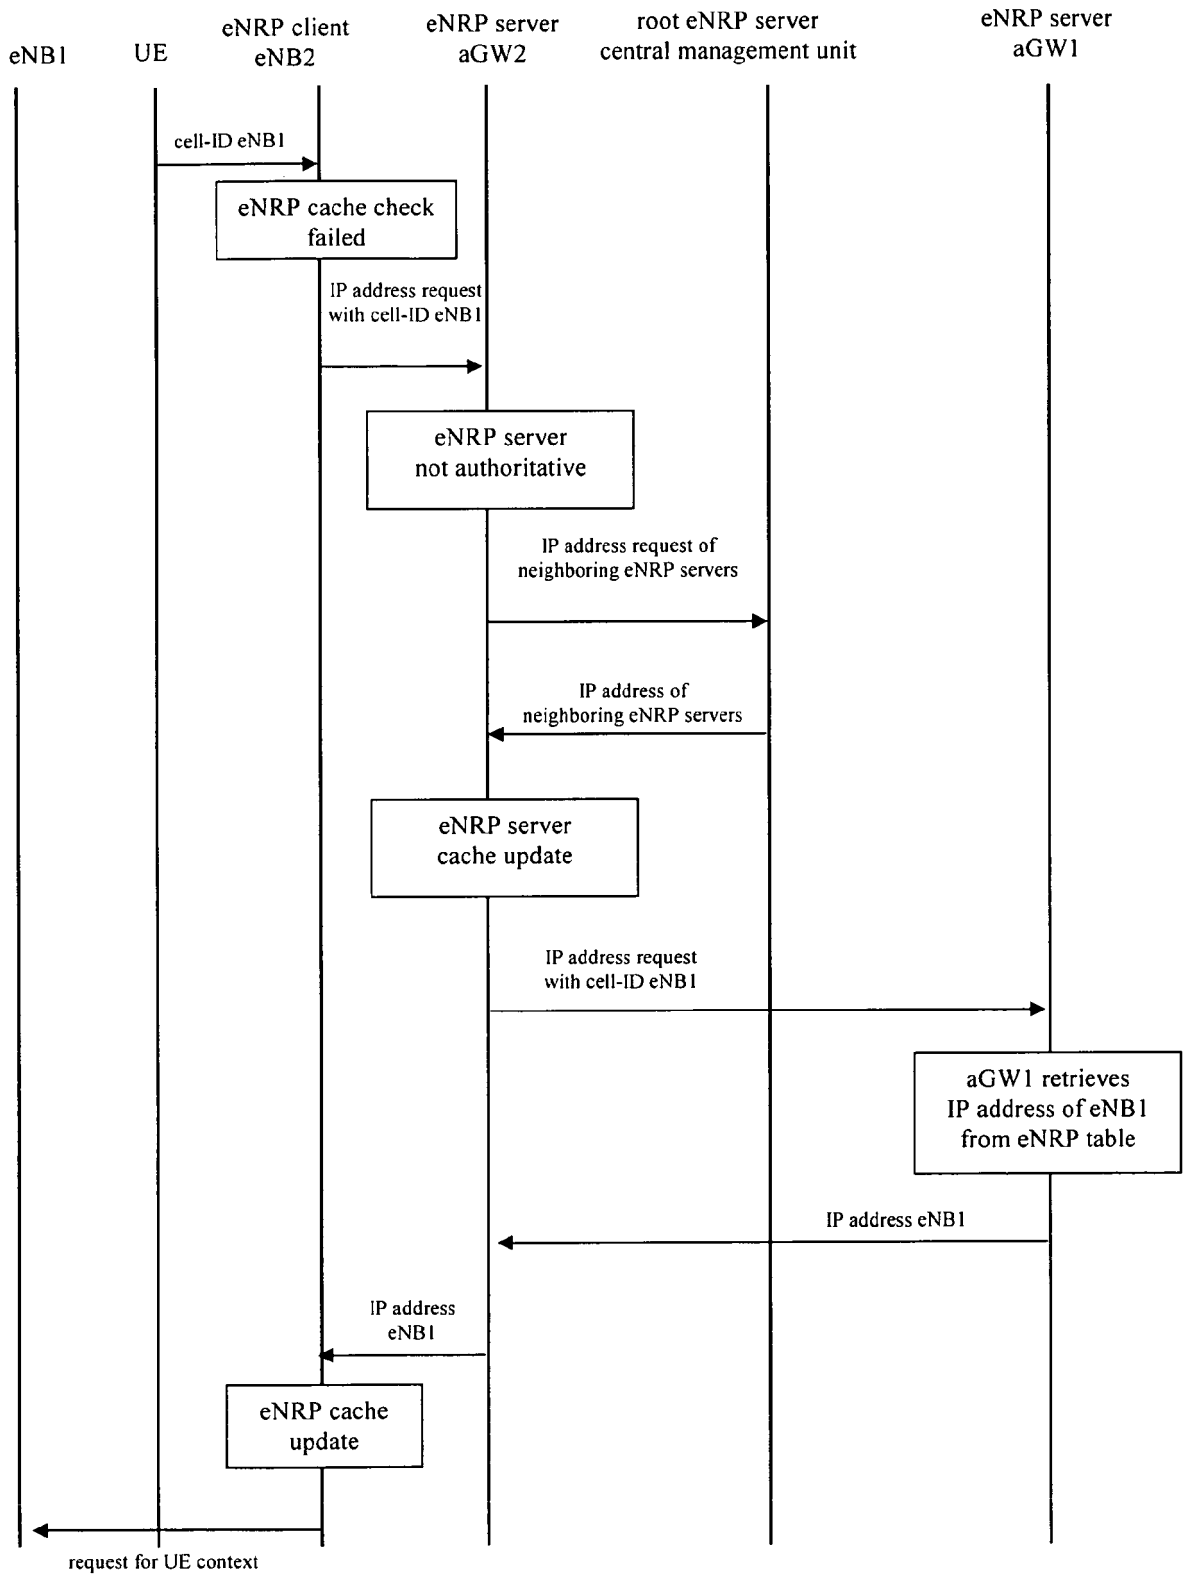 eNB1
UE
eNRP client
eNB2
eNRP server
aGW2
root eNRP server
central management unit
eNRP server
aGW1
cell-ID eNB1
eNRP cache check
failed
IP address request
with cell-ID eNB1
eNRP server
not authoritative
IP address request of
neighboring eNRP servers
IP address of
neighboring eNRP servers
eNRP server
cache update
IP address request
with cell-ID eNB1
aGW1 retrieves
IP address of eNB1
from eNRP table
IP address eNB1
IP address
eNB1
eNRP cache
update
request for UE context